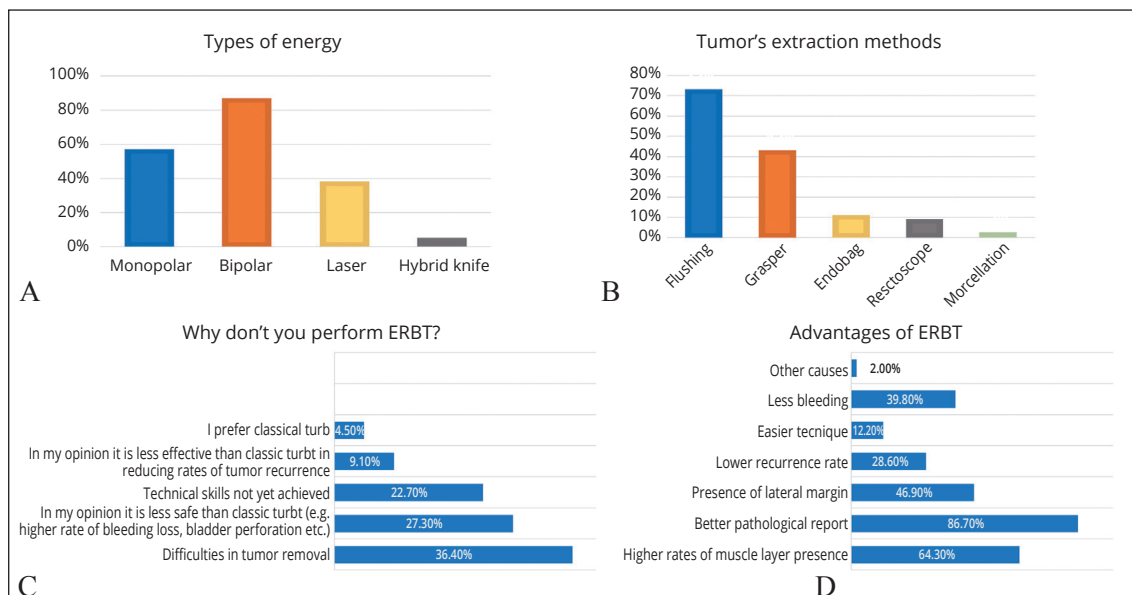 Types of energy
100%
80%
60%
40%
20%
0%
Monopolar Bipolar Laser Hybrid knife
A
Tumor's extraction methods
80%
70%
60%
50%
40%
30%
20%
10%
0%
Flushing
Grasper
Endobag
Resctoscope
Morcellation
B
Why don't you perform ERBT?
I prefer classical turb 4.50%
In my opinion it is less effective than classic turbt in
reducing rates of tumor recurrence 9.10%
Technical skills not yet achieved 22.70%
In my opinion it is less safe than classic turbt (e.g.
higher rate of bleeding loss, bladder perforation etc.) 27.30%
Difficulties in tumor removal 36.40%
C
Advantages of ERBT
Other causes 2.00%
Less bleeding 39.80%
Easier tecnique 12.20%
Lower recurrence rate 28.60%
Presence of lateral margin 46.90%
Better pathological report 86.70%
Higher rates of muscle layer presence 64.30%
D